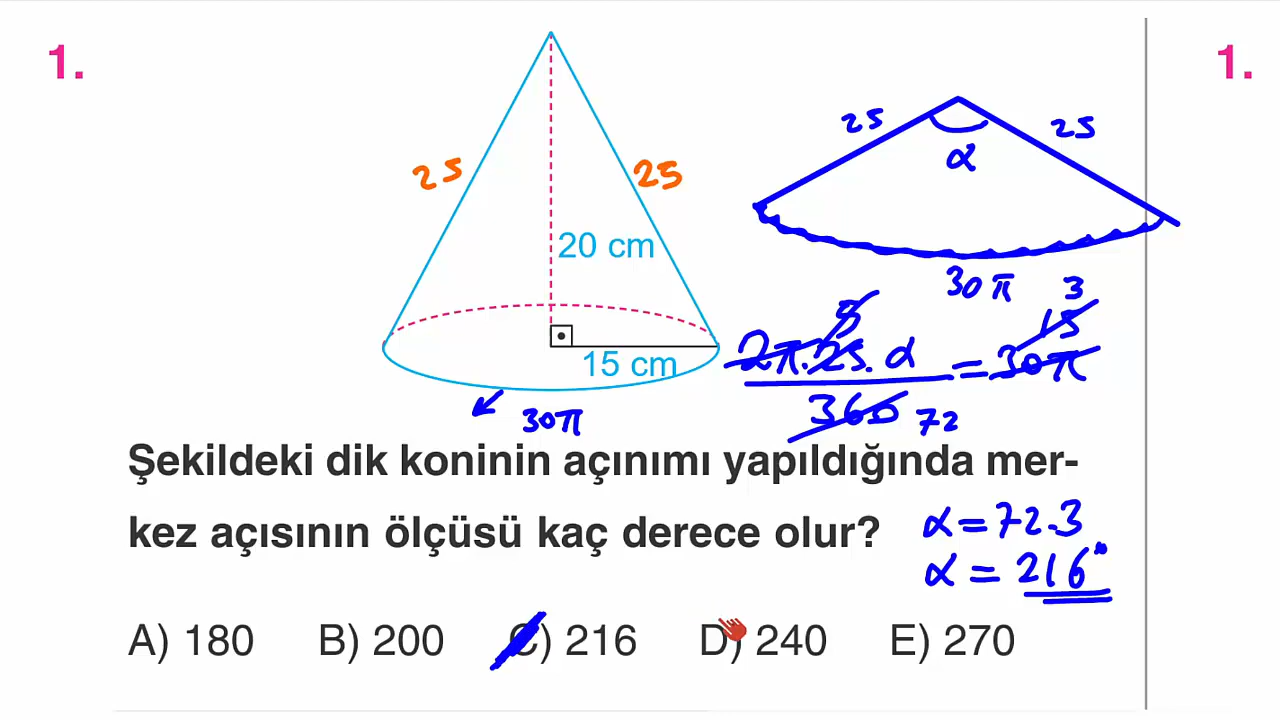 1.
1.
25
25
20 cm
15 cm
30π
25
25
α
30π
2π.25.α = 30π
5
15
3
360
72
Şekildeki dik koninin açınımı yapıldığında mer-
kez açısının ölçüsü kaç derece olur?
α = 72.3
α = 216°
A) 180 B) 200 C) 216 D) 240 E) 270